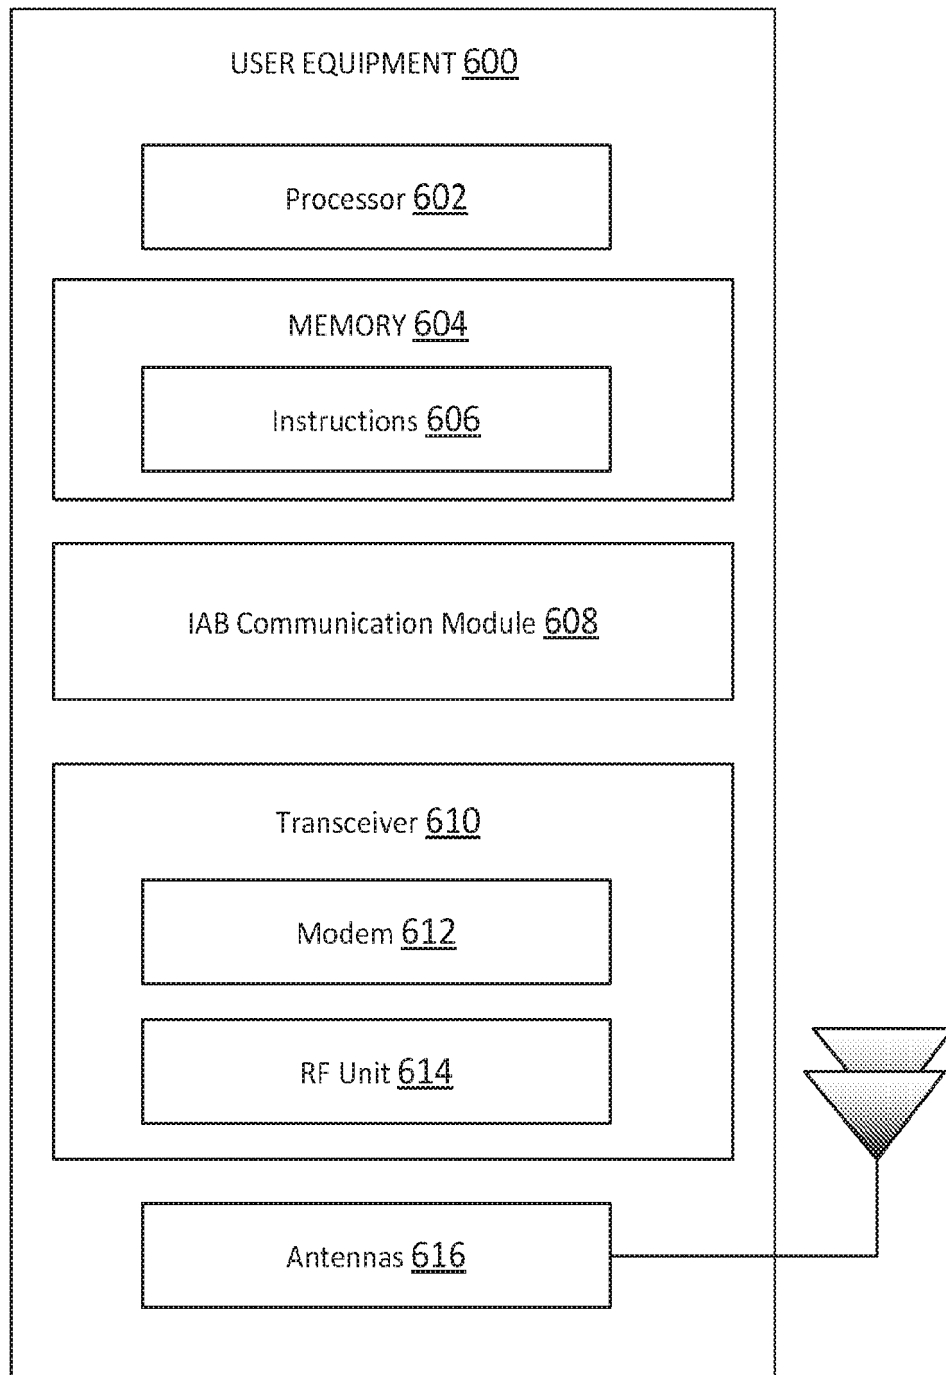 USER EQUIPMENT 600
Processor 602
MEMORY 604
Instructions 606
IAB Communication Module 608
Transceiver 610
Modem 612
RF Unit 614
Antennas 616